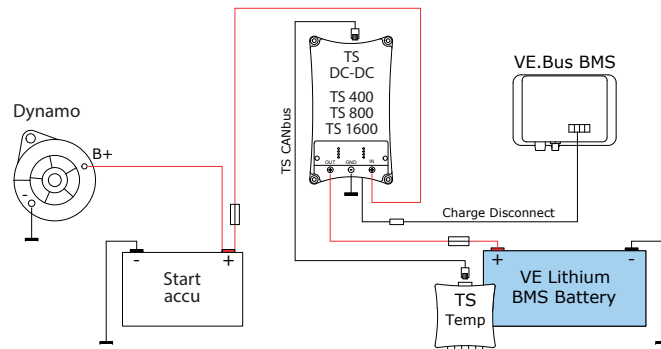 Dynamo
B+
-
TS CANbus
TS
DC-DC
TS 400
TS 800
TS 1600
OUT
GND
IN
VE.Bus BMS
Charge Disconnect
-
+
Start
accu
+
-
VE Lithium
BMS Battery
TS
Temp